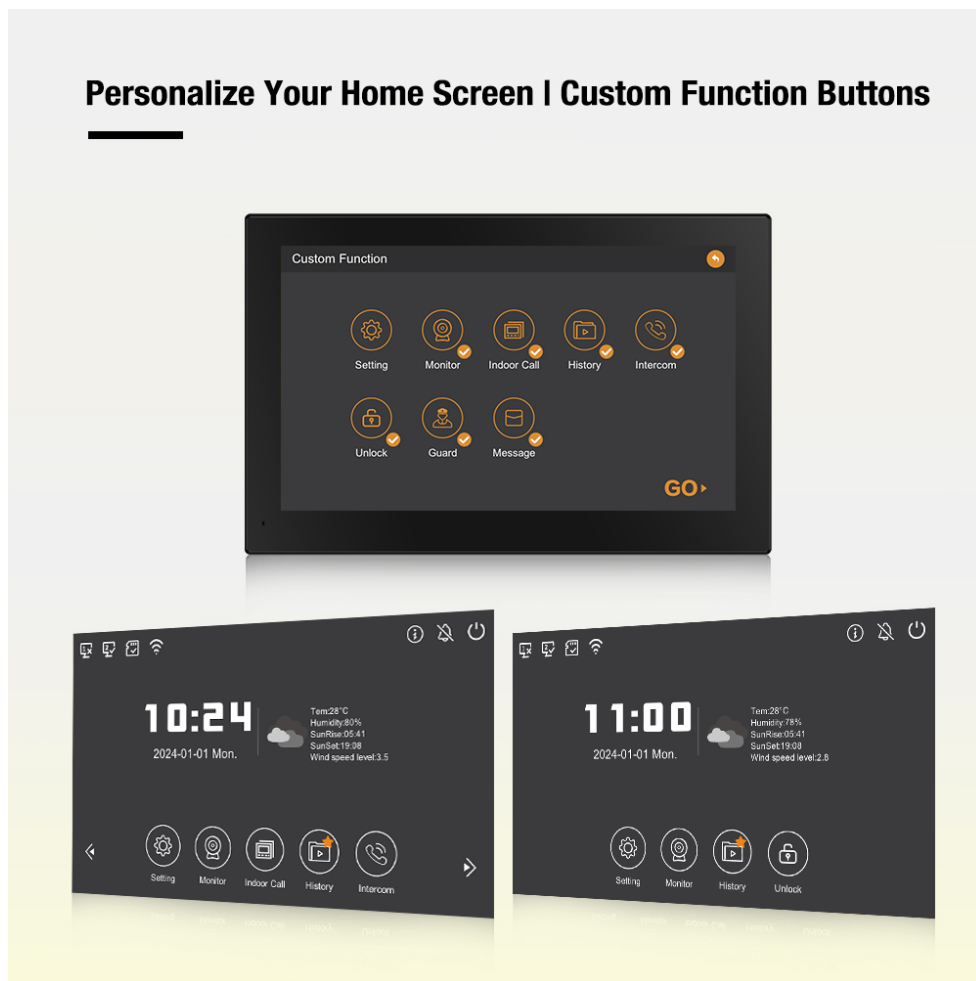 Personalize Your Home Screen | Custom Function Buttons
Custom Function
Setting Monitor Indoor Call History Intercom
Unlock Guard Message
GO
10:24
2024-01-01 Mon.
Tem:28°C
Humidity:80%
SunRise:05:41
SunSet:19:08
Wind speed level:3.5
Setting Monitor Indoor Call History Intercom
11:00
2024-01-01 Mon.
Tem:28°C
Humidity:78%
SunRise:05:41
SunSet:19:08
Wind speed level:2.8
Setting Monitor History Unlock